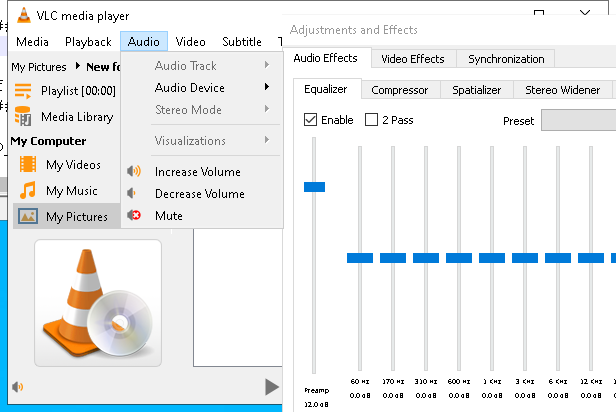 VLC media player
Media Playback Audio Video Subtitle
My Pictures New fo
Playlist [00:00]
Media Library
My Computer
My Videos
My Music
My Pictures
Audio Track
Audio Device
Stereo Mode
Visualizations
Increase Volume
Decrease Volume
Mute
Adjustments and Effects
Audio Effects Video Effects Synchronization
Equalizer Compressor Spatializer Stereo Widener
Enable 2 Pass Preset
60 Hz 170 Hz 310 Hz 600 Hz 1 KHz 3 KHz 6 KHz 12 KHz
Preamp 0.0 dB 0.0 dB 0.0 dB 0.0 dB 0.0 dB 0.0 dB 0.0 dB 0.0 dB
12.0 dB